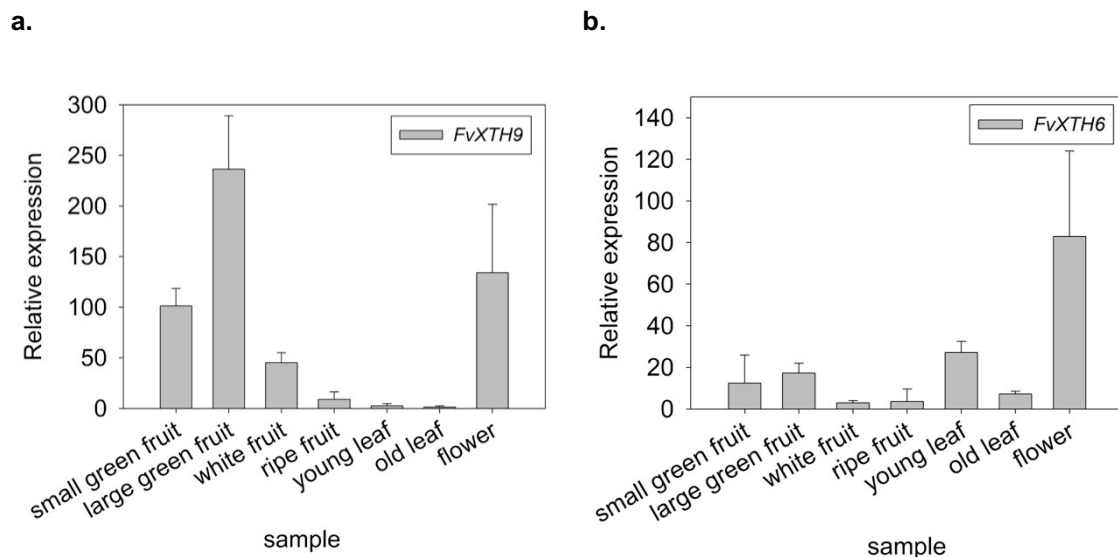 a.
300
250
200
150
100
50
0
Relative expression
FvXTH9
small green fruit
large green fruit
white fruit
ripe fruit
young leaf
old leaf
flower
sample
b.
140
120
100
80
60
40
20
0
Relative expression
FvXTH6
small green fruit
large green fruit
white fruit
ripe fruit
young leaf
old leaf
flower
sample